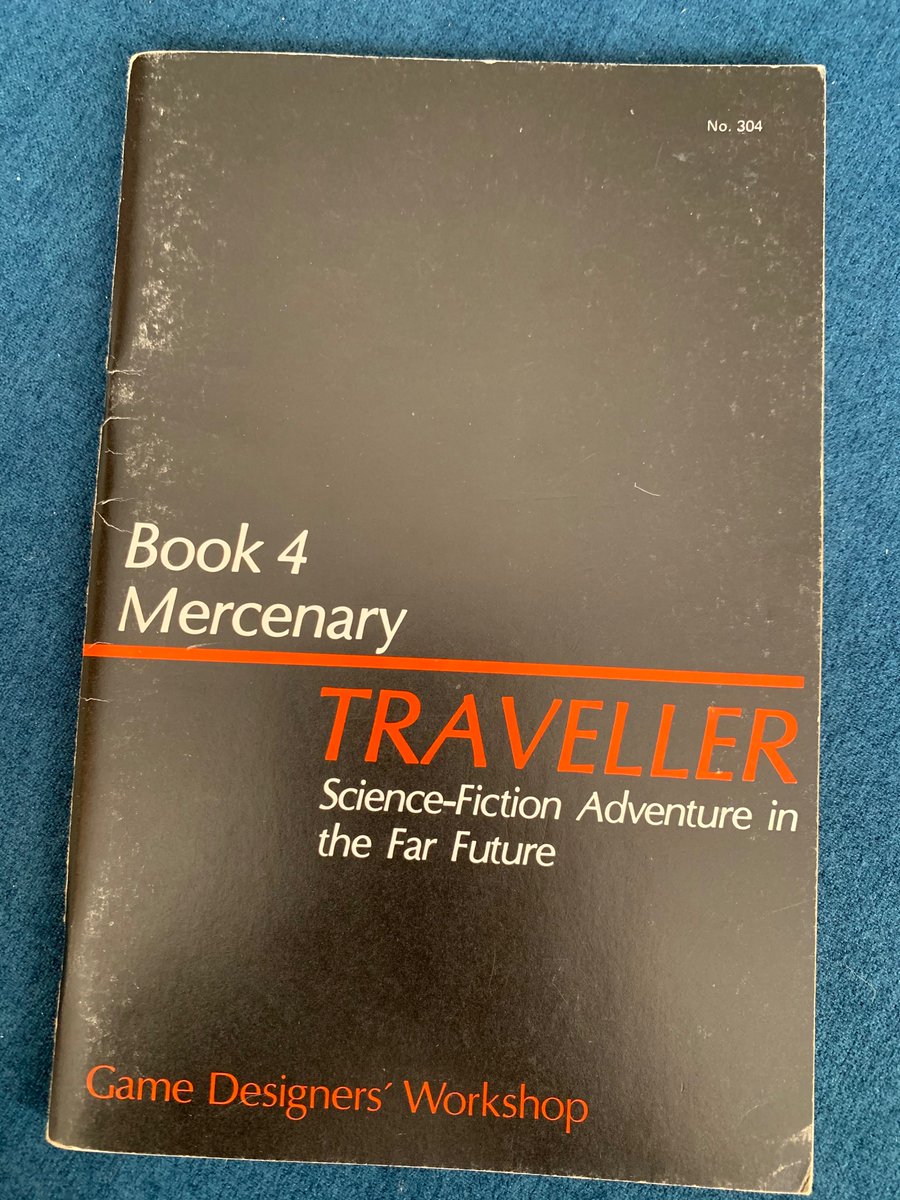 No. 304
Book 4
Mercenary
TRAVELLER
Science-Fiction Adventure in
the Far Future
Game Designers' Workshop